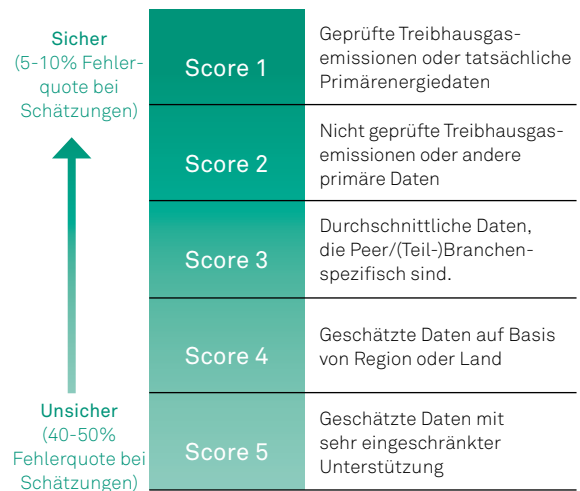 Sicher
(5-10% Fehler-
quote bei
Schätzungen)
Score 1
Geprüfte Treibhausgas-
emissionen oder tatsächliche
Primärenergiedaten
Score 2
Nicht geprüfte Treibhausgas-
emissionen oder andere
primäre Daten
Score 3
Durchschnittliche Daten,
die Peer/(Teil-)Branchen-
spezifisch sind.
Score 4
Geschätzte Daten auf Basis
von Region oder Land
Unsicher
(40-50%
Fehlerquote bei
Schätzungen)
Score 5
Geschätzte Daten mit
sehr eingeschränkter
Unterstützung